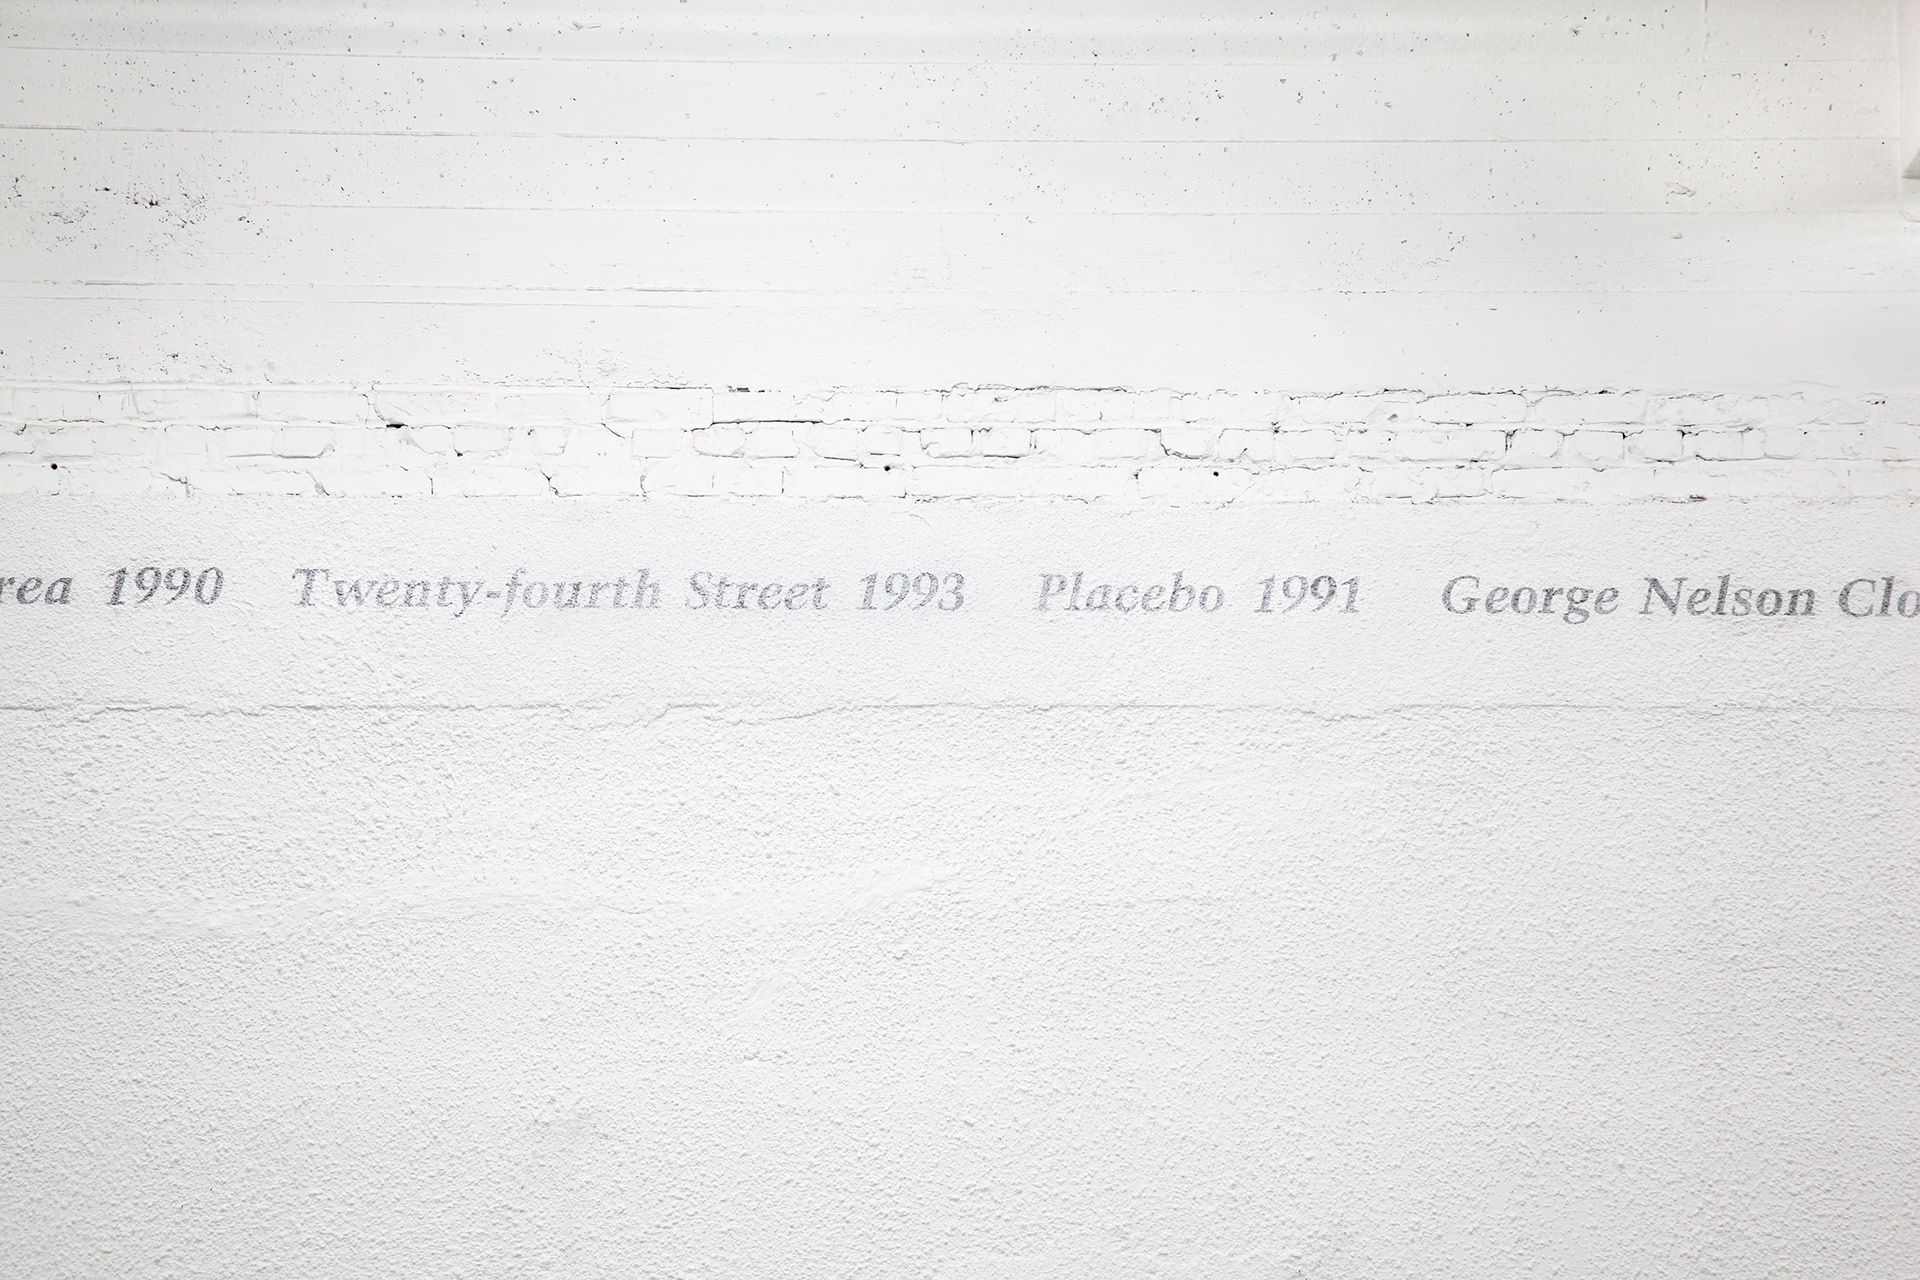 rea 1990 Twenty-fourth Street 1993 Placebo 1991 George Nelson Clo